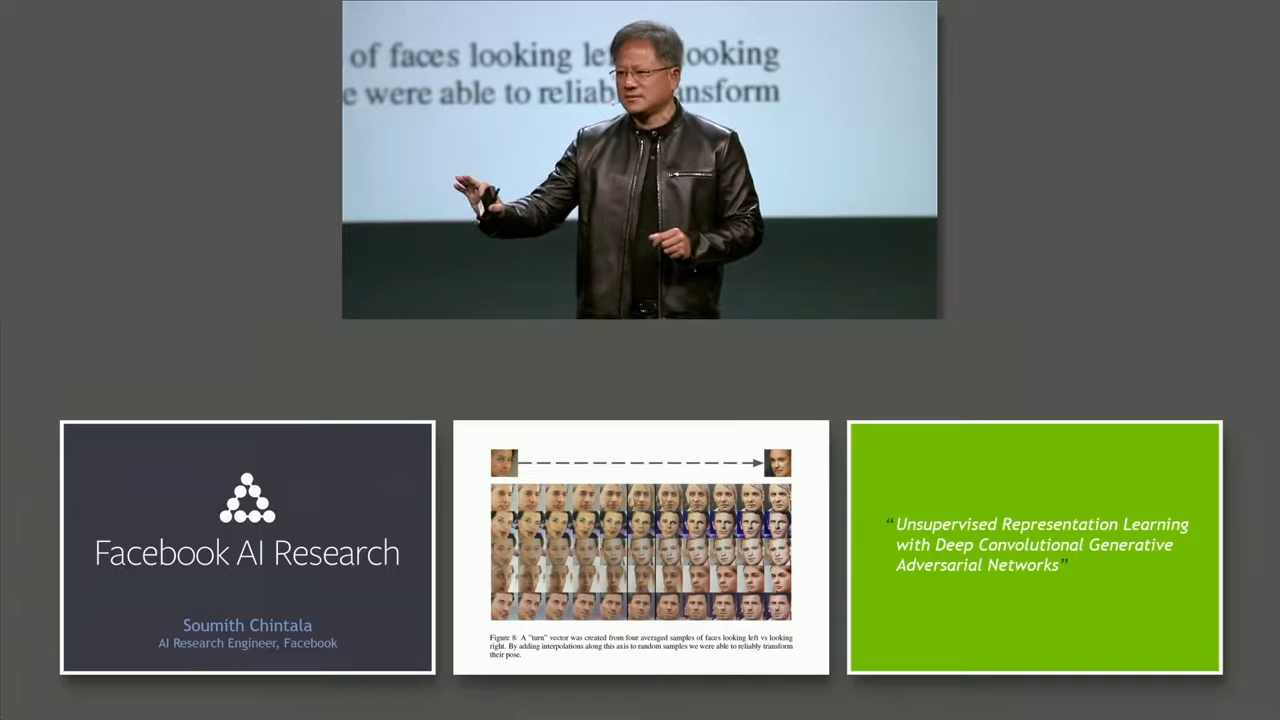 of faces looking le ooking
e were able to reliab ansform
Facebook AI Research
Soumith Chintala
AI Research Engineer, Facebook
Figure 8: A "turn" vector was created from four averaged samples of faces looking left vs looking
right. By adding interpolations along this axis to random samples we were able to reliably transform
their pose.
“Unsupervised Representation Learning
with Deep Convolutional Generative
Adversarial Networks”